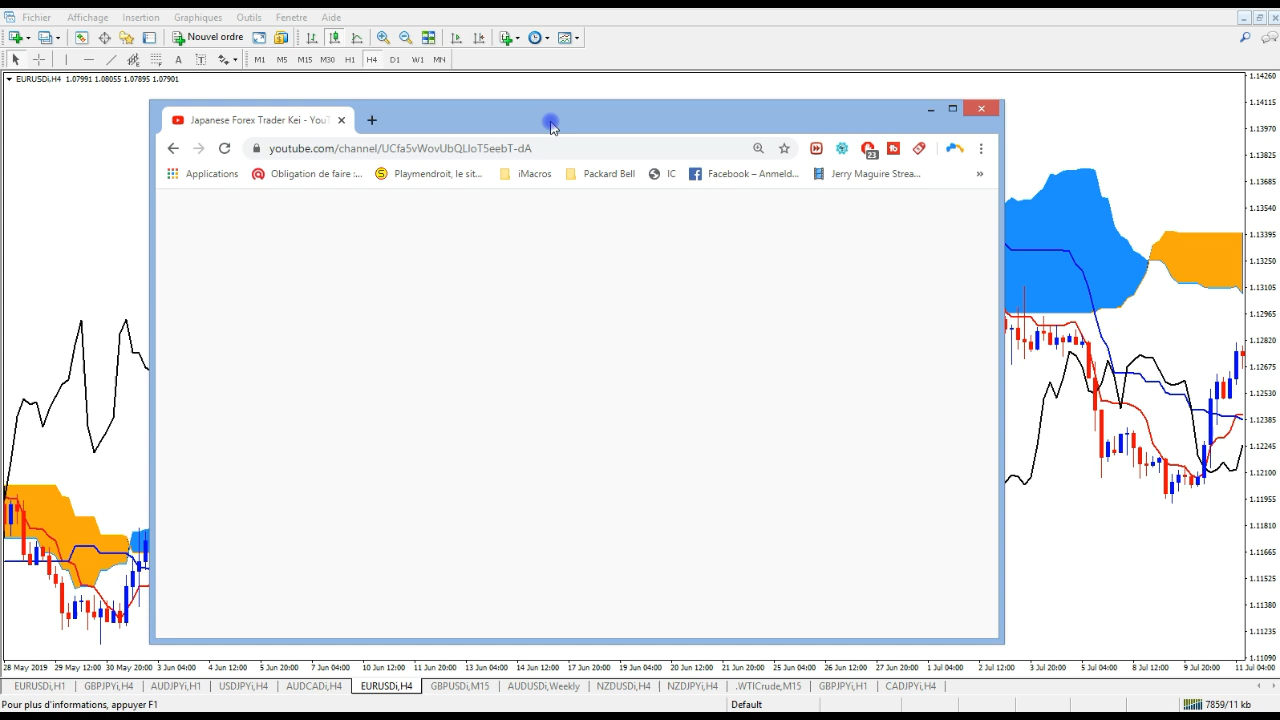 Fichier Affichage Insertion Graphiques Outils Fenetre Aide
Nouvel ordre
A T M1 M5 M15 M30 H1 H4 D1 W1 MN
EURUSDi,H4 1.07991 1.08055 1.07895 1.07901
Japanese Forex Trader Kei - YouT
youtube.com/channel/UCfa5vWovUbQLIoT5eebT-dA
23
Applications Obligation de faire :... Playmendroit, le sit... iMacros Packard Bell IC Facebook – Anmeld... Jerry Maguire Strea... »
1.14260
1.14115
1.13970
1.13825
1.13685
1.13540
1.13395
1.13250
1.13105
1.12965
1.12820
1.12675
1.12530
1.12385
1.12245
1.12100
1.11955
1.11810
1.11665
1.11525
1.11380
1.11235
1.11090
28 May 2019 29 May 12:00 30 May 20:00 3 Jun 04:00 4 Jun 12:00 5 Jun 20:00 7 Jun 04:00 10 Jun 12:00 11 Jun 20:00 13 Jun 04:00 14 Jun 12:00 17 Jun 20:00 19 Jun 04:00 20 Jun 12:00 21 Jun 20:00 25 Jun 04:00 26 Jun 12:00 27 Jun 20:00 1 Jul 04:00 2 Jul 12:00 3 Jul 20:00 5 Jul 04:00 8 Jul 12:00 9 Jul 20:00 11 Jul 04:00
EURUSDi,H1 GBPJPYi,H4 AUDJPYi,H1 USDJPYi,H4 AUDCADi,H4 EURUSDi,H4 GBPUSDi,M15 AUDUSDi,Weekly NZDUSDi,H4 NZDJPYi,H4 .WTICrude,M15 GBPJPYi,H1 CADJPYi,H4
Pour plus d'informations, appuyer F1 Default 7859/11 kb